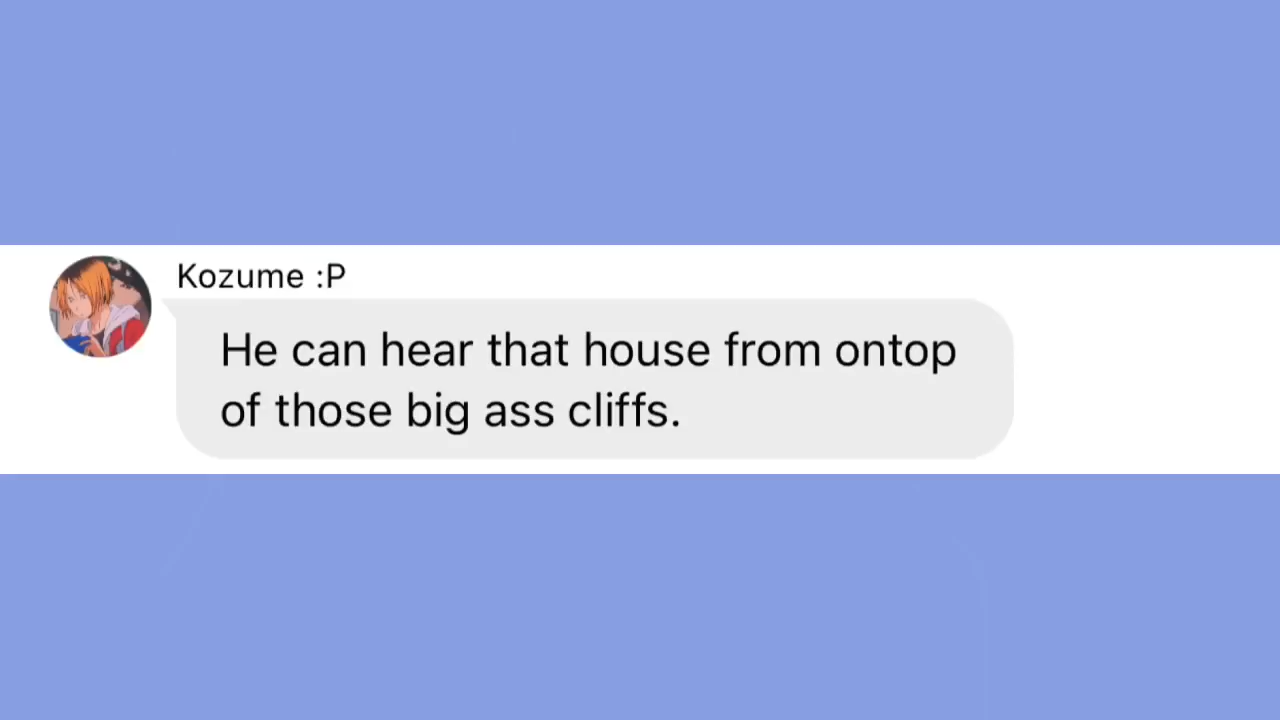 Kozume :P
He can hear that house from ontop
of those big ass cliffs.